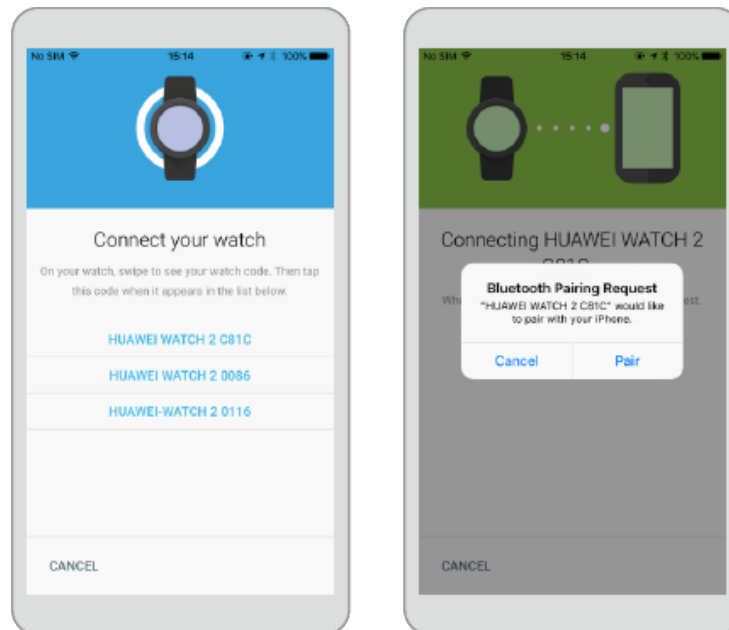 No SIM 15:14 100%
Connect your watch
On your watch, swipe to see your watch code. Then tap
this code when it appears in the list below.
HUAWEI WATCH 2 C81C
HUAWEI WATCH 2 0086
HUAWEI-WATCH 2 0116
CANCEL
No SIM 15:14 100%
Connecting HUAWEI WATCH 2
C81C
Bluetooth Pairing Request
"HUAWEI WATCH 2 C81C" would like
to pair with your iPhone.
Cancel Pair
CANCEL